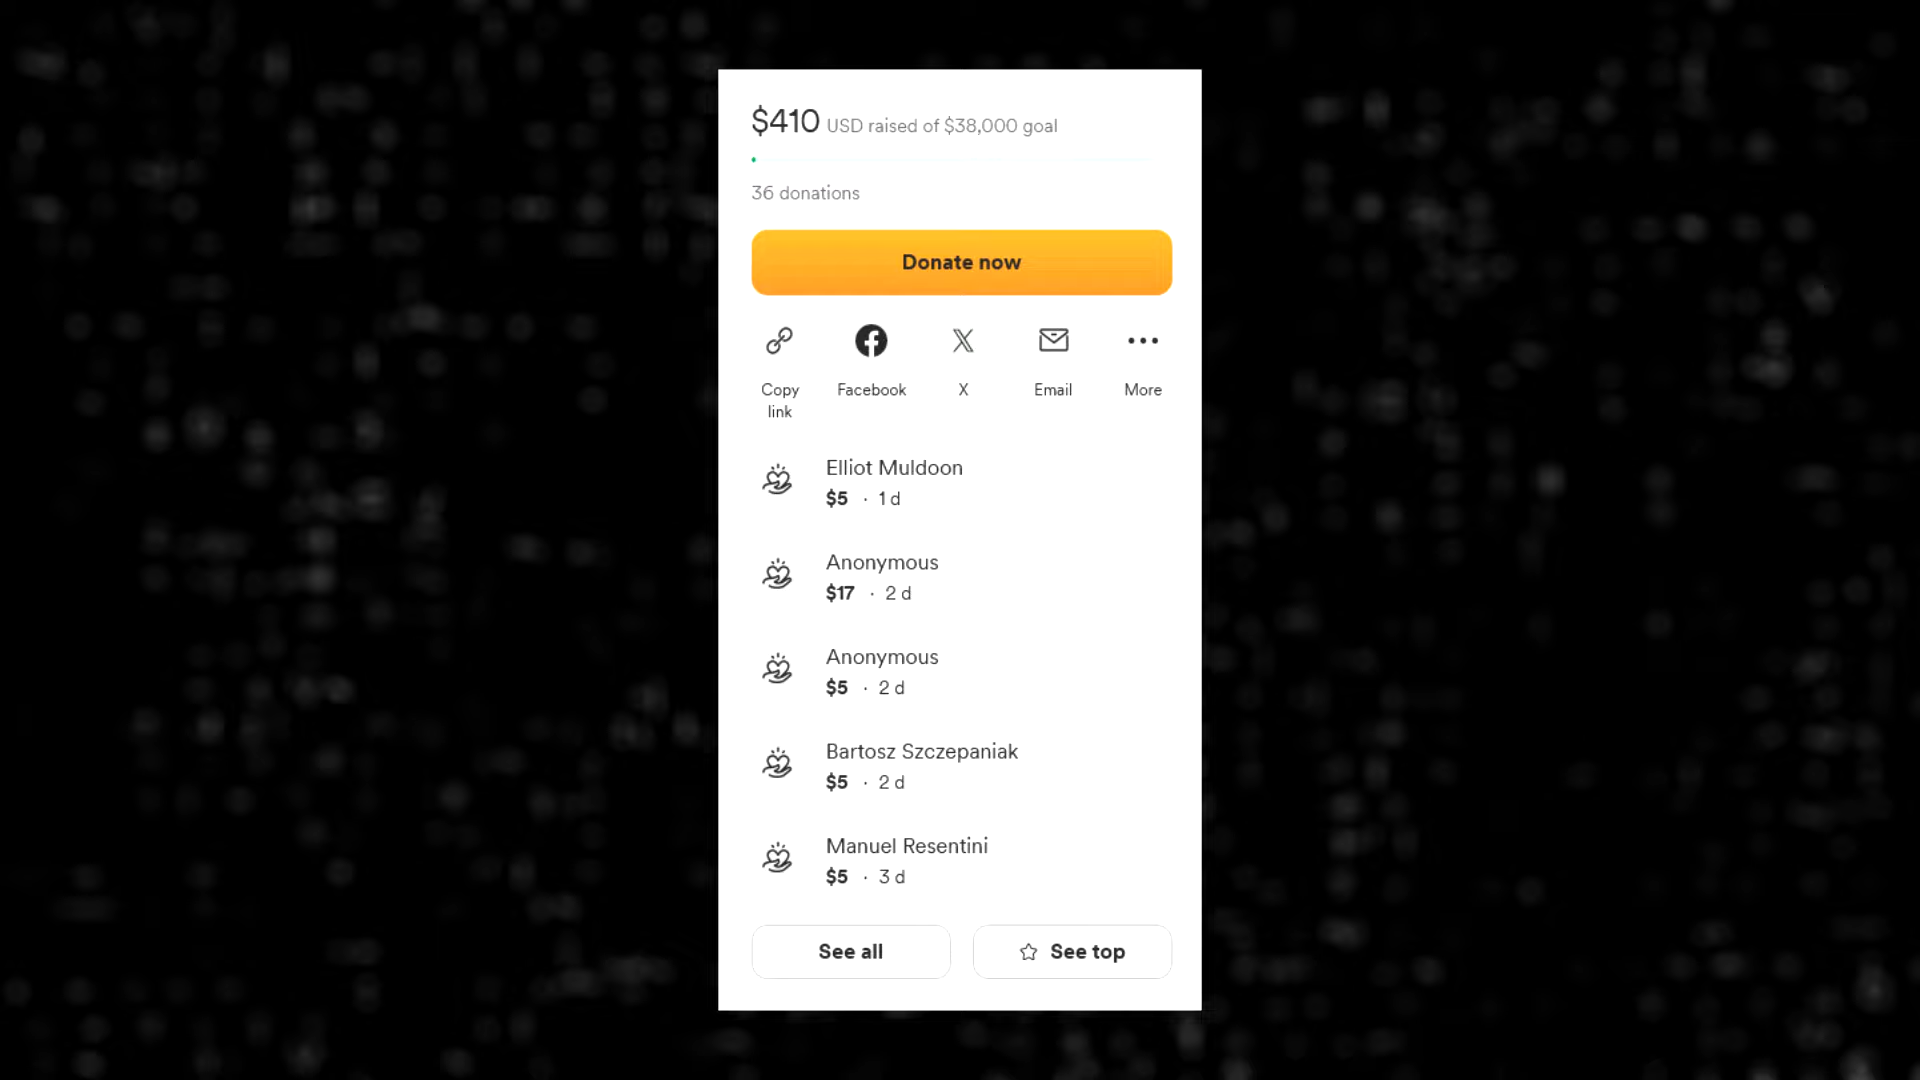 $410 USD raised of $38,000 goal
36 donations
Donate now
Copy link
Facebook
X
Email
More
Elliot Muldoon
$5 · 1 d
Anonymous
$17 · 2 d
Anonymous
$5 · 2 d
Bartosz Szczepaniak
$5 · 2 d
Manuel Resentini
$5 · 3 d
See all
See top